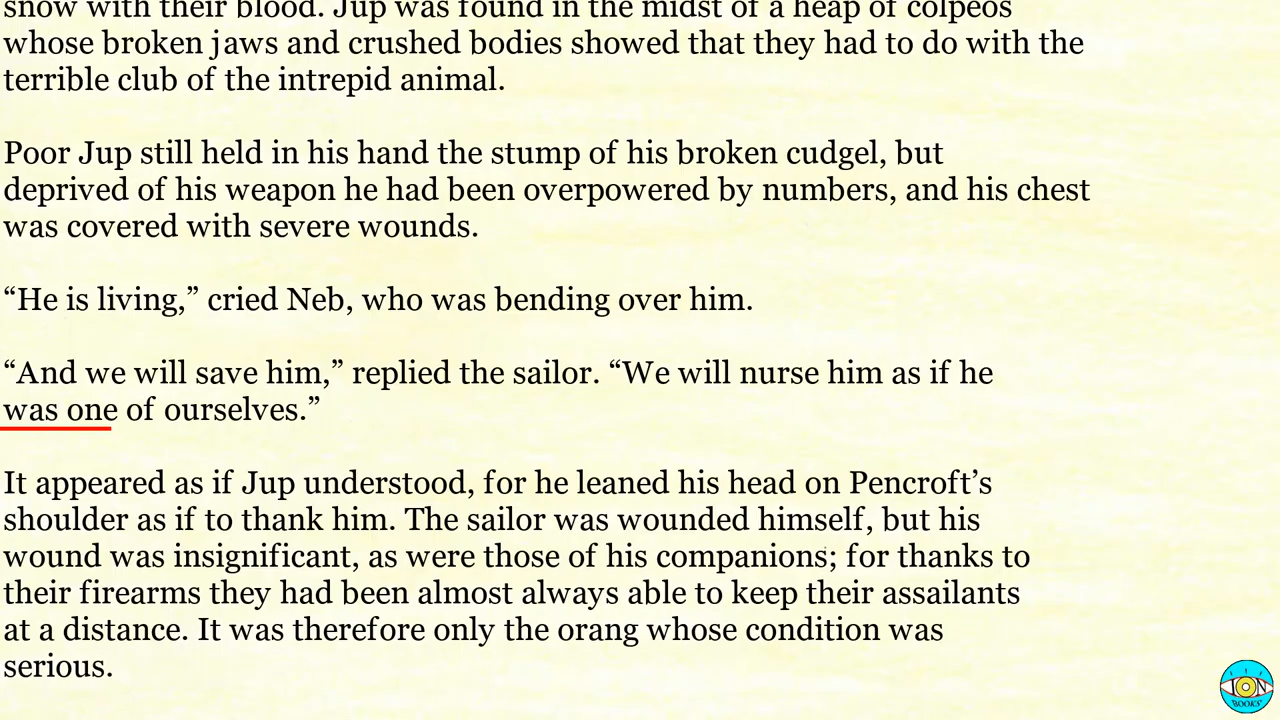 snow with their blood. Jup was found in the midst of a heap of colpeos
whose broken jaws and crushed bodies showed that they had to do with the
terrible club of the intrepid animal.
Poor Jup still held in his hand the stump of his broken cudgel, but
deprived of his weapon he had been overpowered by numbers, and his chest
was covered with severe wounds.
“He is living,” cried Neb, who was bending over him.
“And we will save him,” replied the sailor. “We will nurse him as if he
was one of ourselves.”
It appeared as if Jup understood, for he leaned his head on Pencroft’s
shoulder as if to thank him. The sailor was wounded himself, but his
wound was insignificant, as were those of his companions; for thanks to
their firearms they had been almost always able to keep their assailants
at a distance. It was therefore only the orang whose condition was
serious.
ION
BOOKS